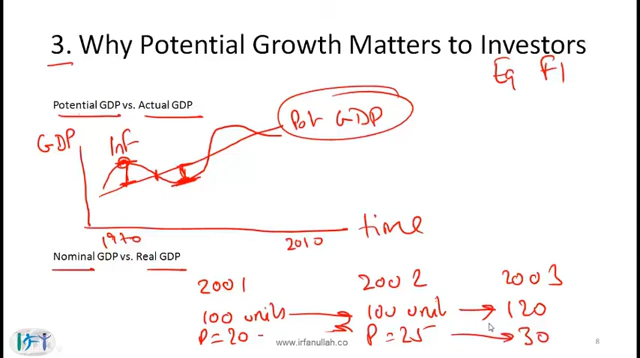 3. Why Potential Growth Matters to Investors
Eq FI
Potential GDP vs. Actual GDP
GDP
Inf
Pot GDP
1970
2010
time
Nominal GDP vs. Real GDP
2001 2002 2003
100 units 100 unit 120
P = 20 P = 25 30
IFT
www.irfanullah.co
8